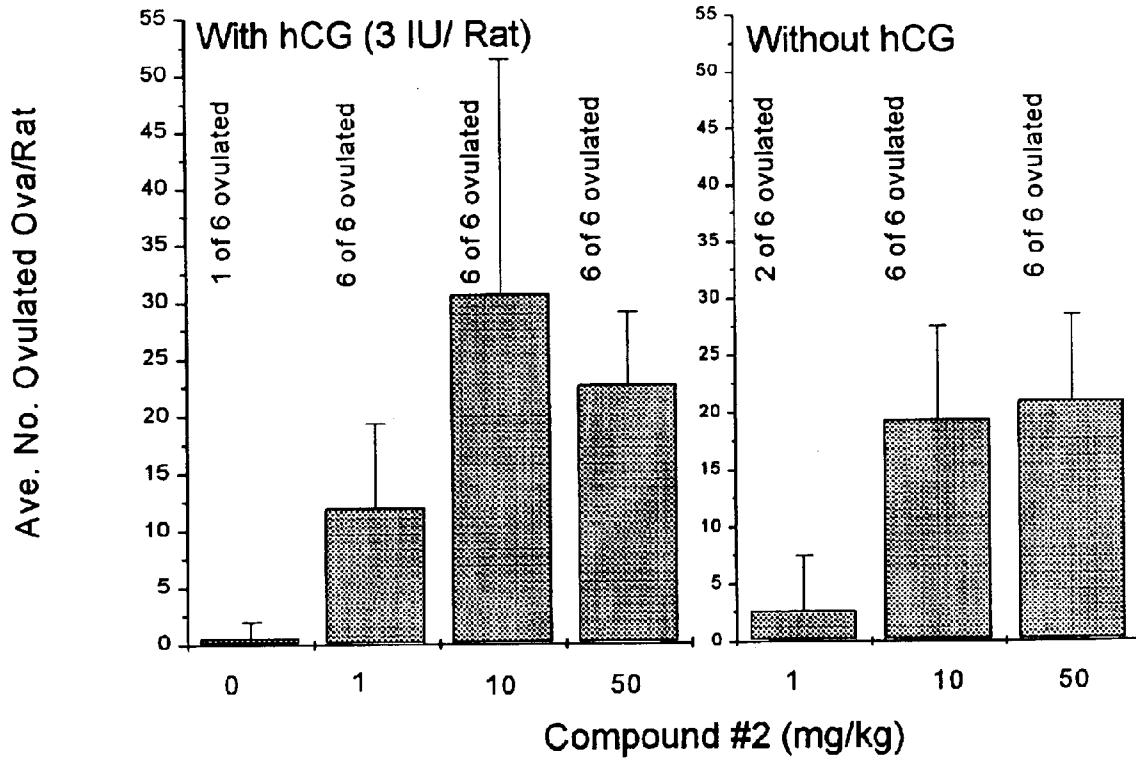 Ave. No. Ovulated Ova/Rat
With hCG (3 IU/ Rat)
55
50
45
40
35
30
25
20
15
10
5
0
1 of 6 ovulated
6 of 6 ovulated
6 of 6 ovulated
6 of 6 ovulated
0
1
10
50
Without hCG
55
50
45
40
35
30
25
20
15
10
5
0
2 of 6 ovulated
6 of 6 ovulated
6 of 6 ovulated
1
10
50
Compound #2 (mg/kg)